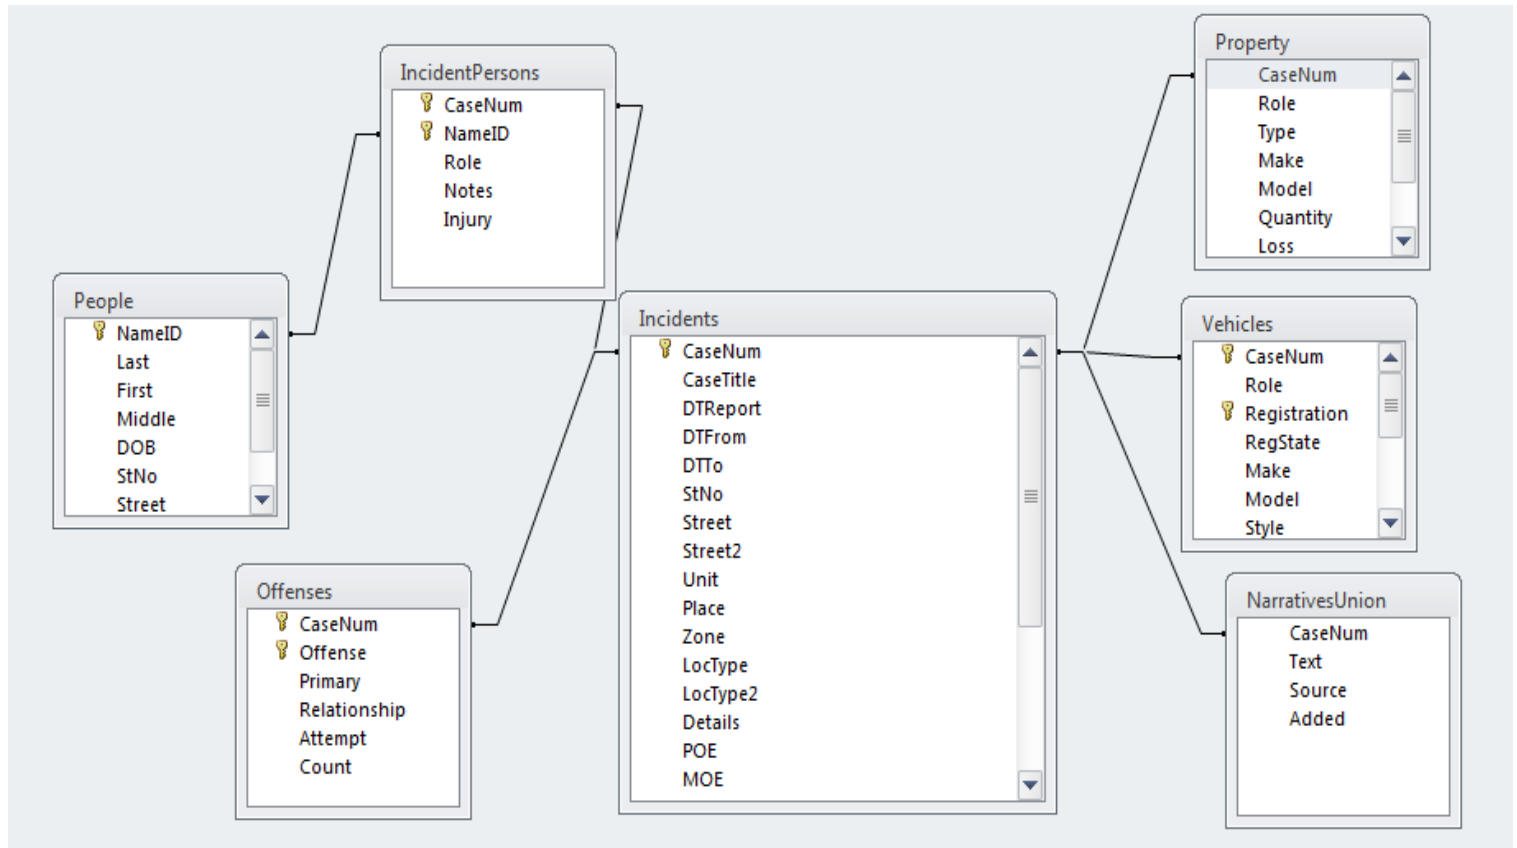 IncidentPersons
CaseNum
NameID
Role
Notes
Injury
People
NameID
Last
First
Middle
DOB
StNo
Street
Offenses
CaseNum
Offense
Primary
Relationship
Attempt
Count
Incidents
CaseNum
CaseTitle
DTReport
DTFrom
DTTo
StNo
Street
Street2
Unit
Place
Zone
LocType
LocType2
Details
POE
MOE
Property
CaseNum
Role
Type
Make
Model
Quantity
Loss
Vehicles
CaseNum
Role
Registration
RegState
Make
Model
Style
NarrativesUnion
CaseNum
Text
Source
Added